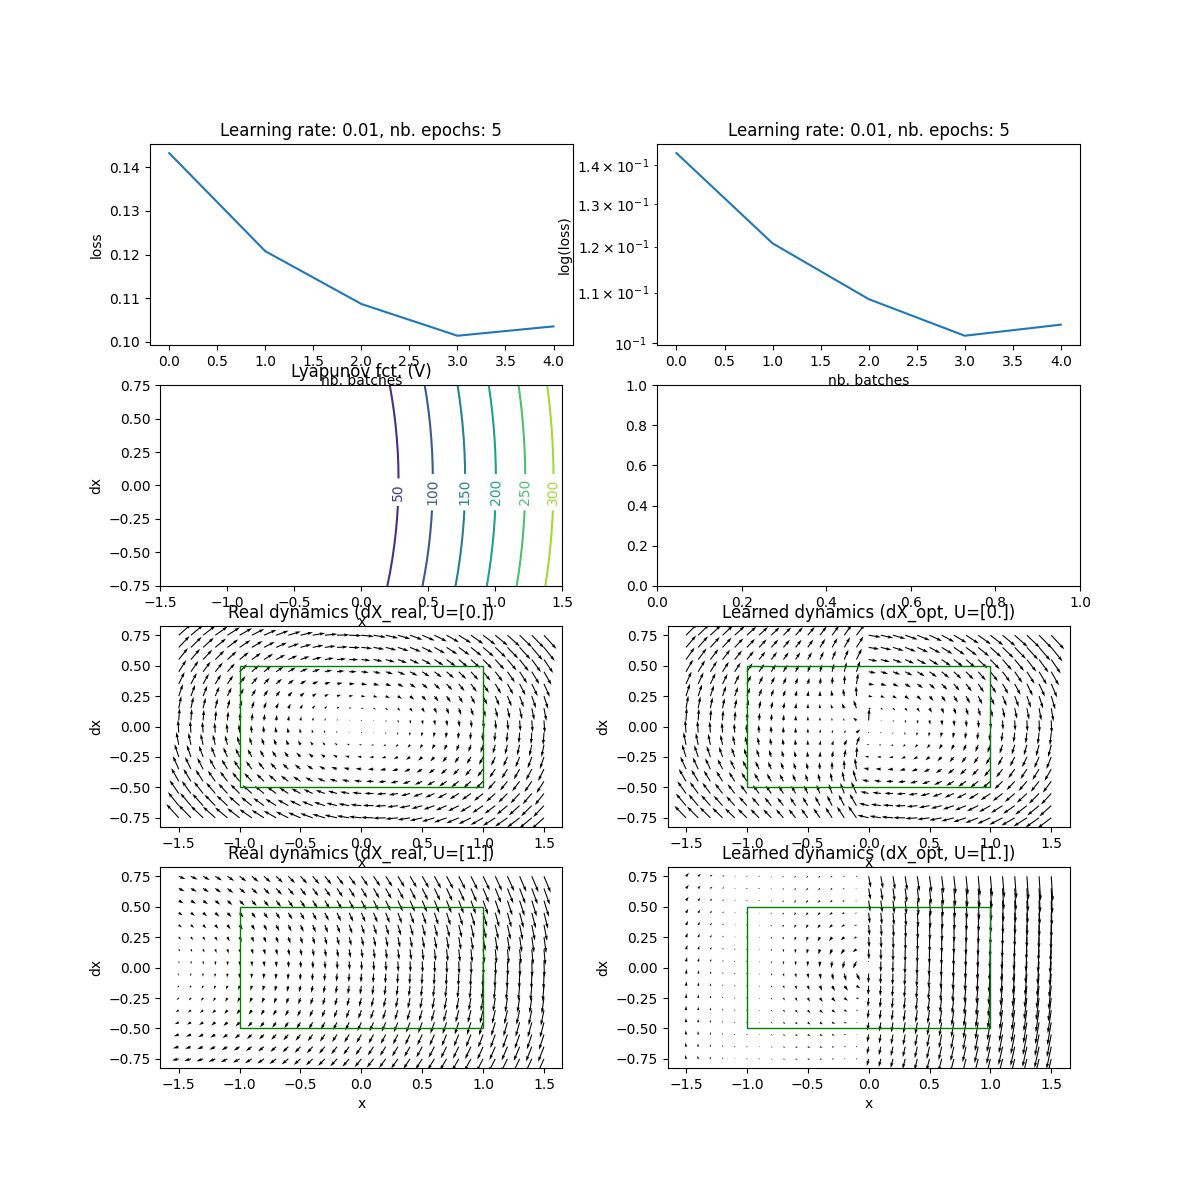 Learning rate: 0.01, nb. epochs: 5
loss
0.14
0.13
0.12
0.11
0.10
0.0 0.5 1.0 1.5 2.0 2.5 3.0 3.5 4.0
nb. batches
Learning rate: 0.01, nb. epochs: 5
log(loss)
1.4 × 10⁻¹
1.3 × 10⁻¹
1.2 × 10⁻¹
1.1 × 10⁻¹
10⁻¹
0.0 0.5 1.0 1.5 2.0 2.5 3.0 3.5 4.0
nb. batches
Lyapunov fct. (V)
dx
0.75
0.50
0.25
0.00
−0.25
−0.50
−0.75
50 100 150 200 250 300
−1.5 −1.0 −0.5 0.0 0.5 1.0 1.5
x
1.0
0.8
0.6
0.4
0.2
0.0
0.0 0.2 0.4 0.6 0.8 1.0
Real dynamics (dX_real, U=[0.])
dx
0.75
0.50
0.25
0.00
−0.25
−0.50
−0.75
−1.5 −1.0 −0.5 0.0 0.5 1.0 1.5
x
Learned dynamics (dX_opt, U=[0.])
dx
0.75
0.50
0.25
0.00
−0.25
−0.50
−0.75
−1.5 −1.0 −0.5 0.0 0.5 1.0 1.5
x
Real dynamics (dX_real, U=[1.])
dx
0.75
0.50
0.25
0.00
−0.25
−0.50
−0.75
−1.5 −1.0 −0.5 0.0 0.5 1.0 1.5
x
Learned dynamics (dX_opt, U=[1.])
dx
0.75
0.50
0.25
0.00
−0.25
−0.50
−0.75
−1.5 −1.0 −0.5 0.0 0.5 1.0 1.5
x